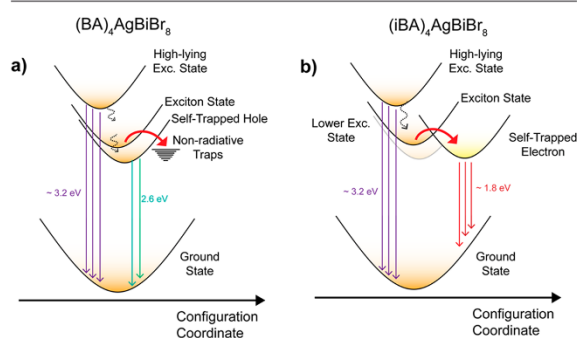 (BA)₄AgBiBr₈
a)
High-lying
Exc. State
Exciton State
Self-Trapped Hole
Non-radiative
Traps
~ 3.2 eV
2.6 eV
Ground
State
Configuration
Coordinate
(iBA)₄AgBiBr₈
b)
High-lying
Exc. State
Exciton State
Lower Exc.
State
Self-Trapped
Electron
~ 3.2 eV
~ 1.8 eV
Ground
State
Configuration
Coordinate